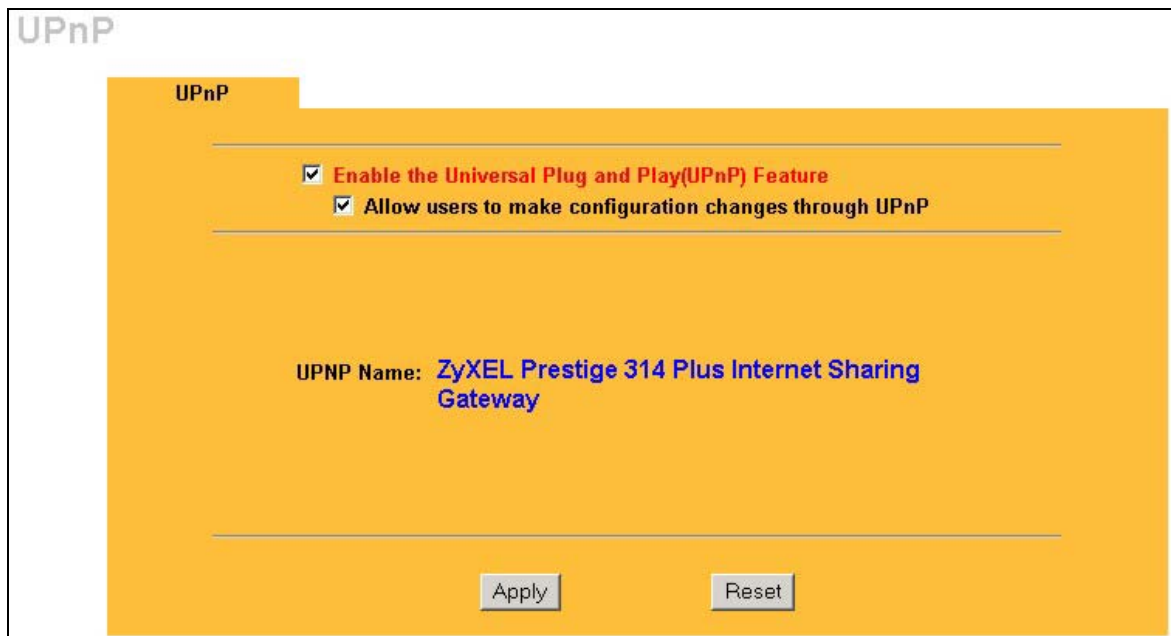 UPnP
UPnP
Enable the Universal Plug and Play(UPnP) Feature
Allow users to make configuration changes through UPnP
UPNP Name: ZyXEL Prestige 314 Plus Internet Sharing
Gateway
Apply Reset